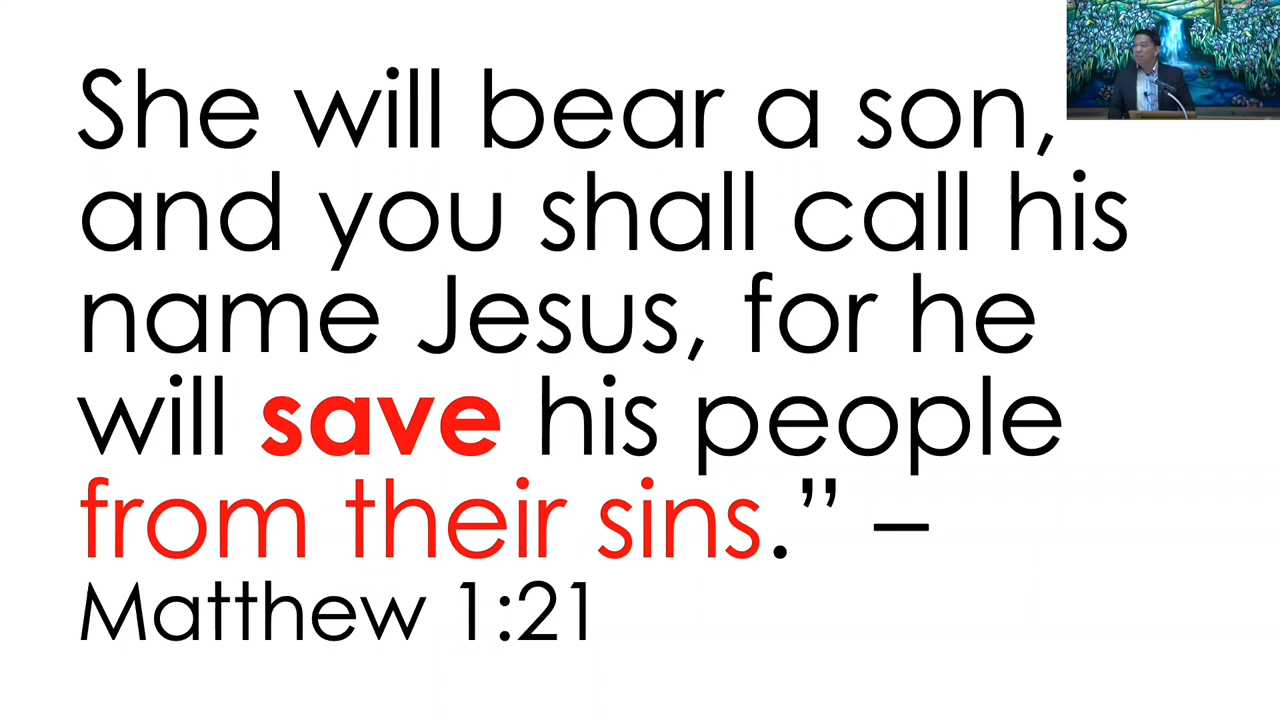 She will bear a son,
and you shall call his
name Jesus, for he
will save his people
from their sins.” –
Matthew 1:21